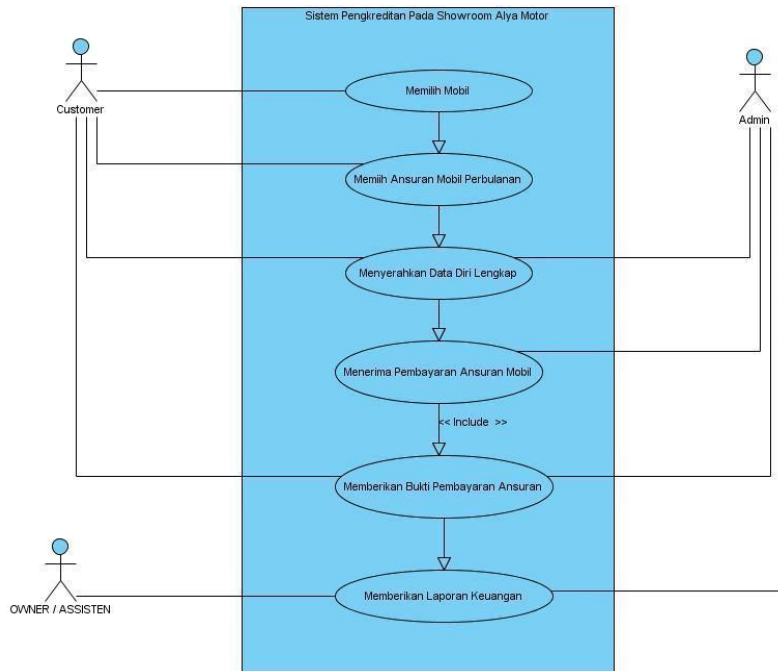 Sistem Pengkreditan Pada Showroom Alya Motor
Customer
Admin
Memilih Mobil
Memiih Ansuran Mobil Perbulanan
Menyerahkan Data Diri Lengkap
Menerima Pembayaran Ansuran Mobil
<< Include >>
Memberikan Bukti Pembayaran Ansuran
OWNER / ASSISTEN
Memberikan Laporan Keuangan